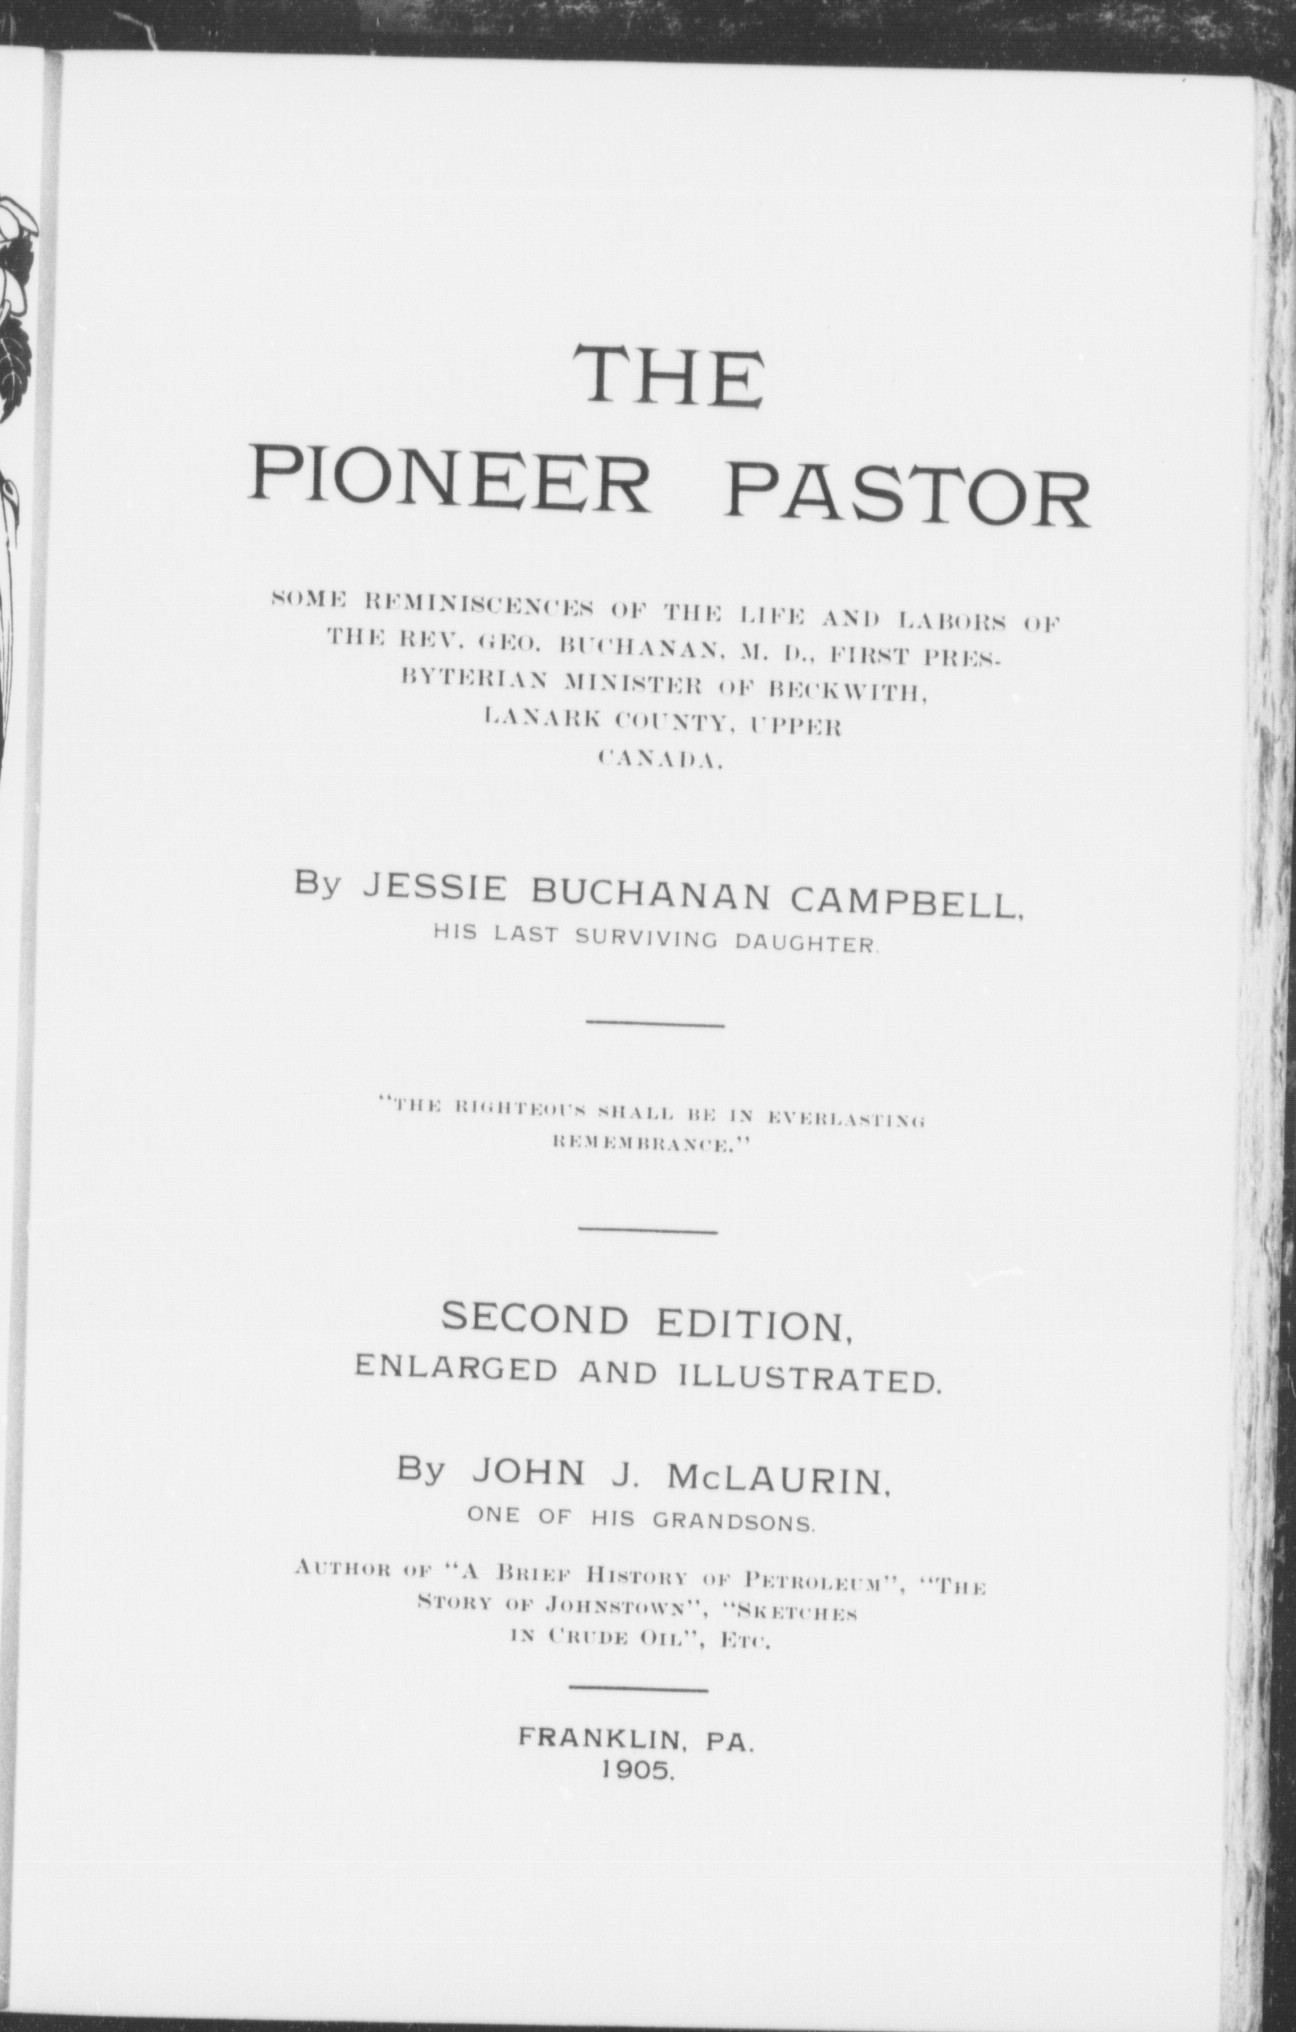 THE
PIONEER PASTOR
SOME REMINISCENCES OF THE LIFE AND LABORS OF
THE REV. GEO. BUCHANAN, M. D., FIRST PRES-
BYTERIAN MINISTER OF BECKWITH,
LANARK COUNTY, UPPER
CANADA.
By JESSIE BUCHANAN CAMPBELL,
HIS LAST SURVIVING DAUGHTER.
"THE RIGHTEOUS SHALL BE IN EVERLASTING
REMEMBRANCE."
SECOND EDITION,
ENLARGED AND ILLUSTRATED.
By JOHN J. McLAURIN,
ONE OF HIS GRANDSONS.
AUTHOR OF "A BRIEF HISTORY OF PETROLEUM", "THE
STORY OF JOHNSTOWN", "SKETCHES
IN CRUDE OIL", ETC.
FRANKLIN, PA.
1905.